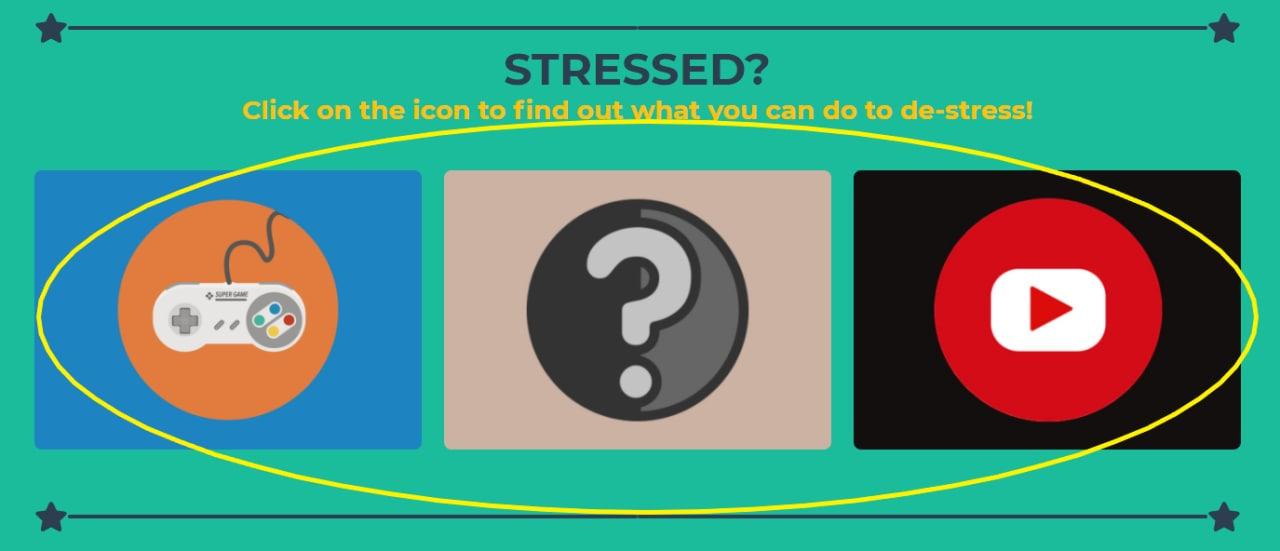 STRESSED?
Click on the icon to find out what you can do to de-stress!
SUPER GAME
?